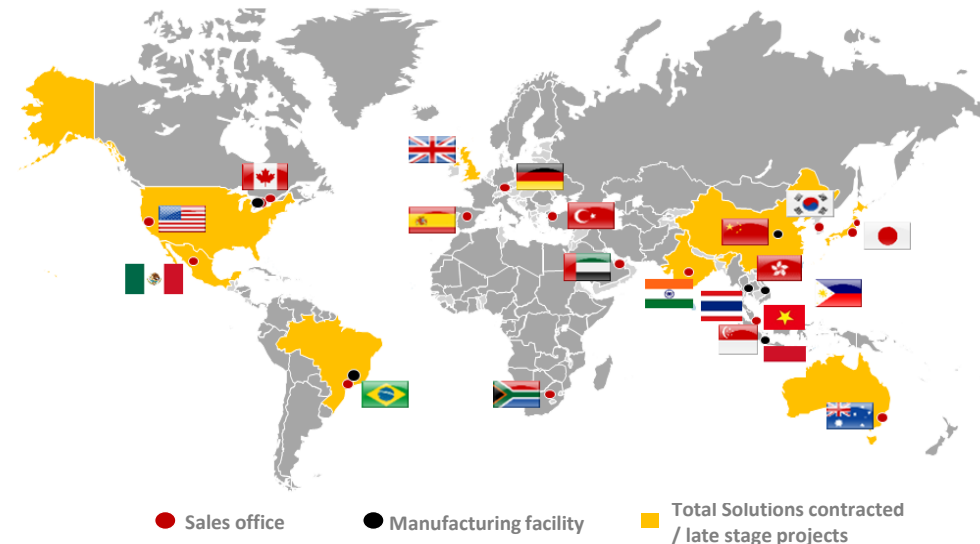 Sales office
Manufacturing facility
Total Solutions contracted
/ late stage projects